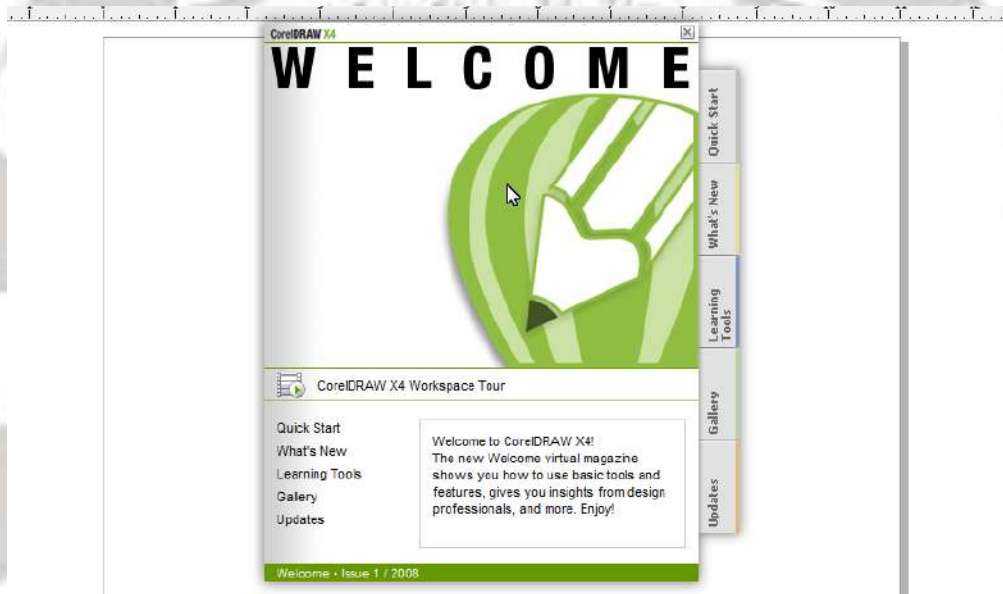 CorelDRAW X4
WELCOME
Quick Start
What's New
Learning
Tools
Gallery
Updates
CorelDRAW X4 Workspace Tour
Quick Start
What's New
Learning Tools
Gallery
Updates
Welcome to CorelDRAW X4!
The new Welcome virtual magazine
shows you how to use basic tools and
features, gives you insights from design
professionals, and more. Enjoy!
Welcome • Issue 1 / 2008